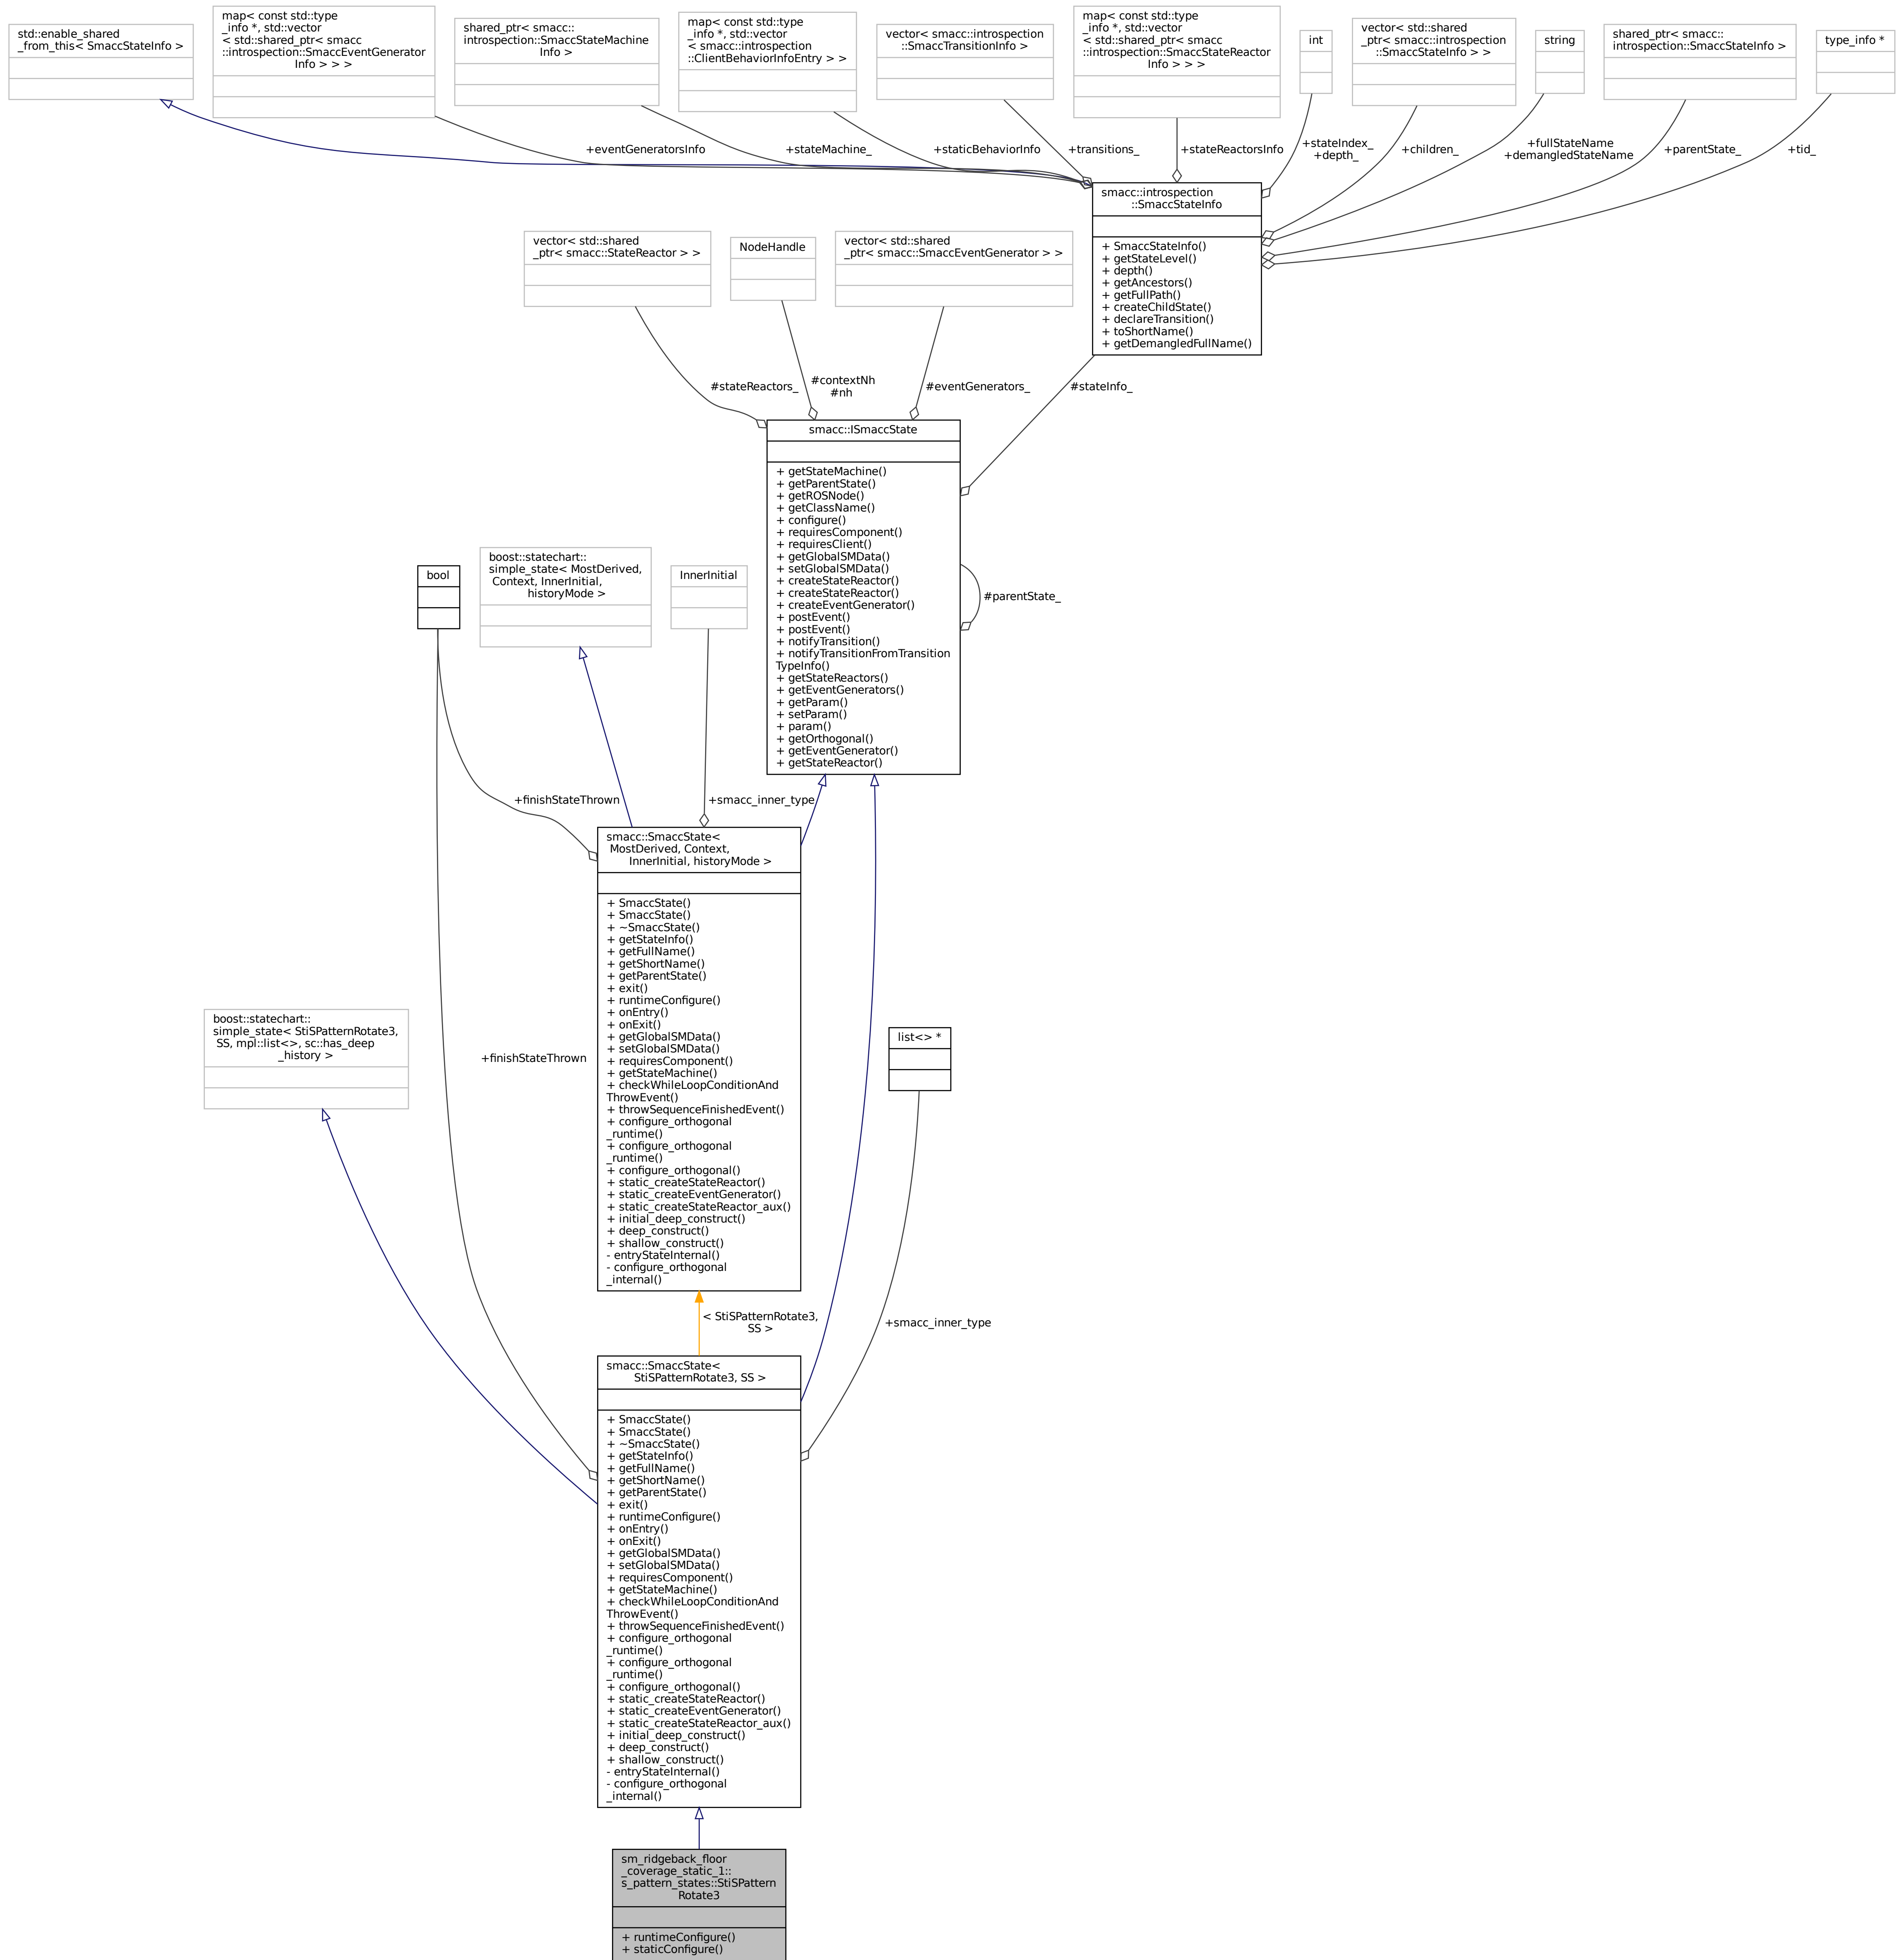 std::enable_shared
_from_this< SmaccStateInfo >
map< const std::type
_info *, std::vector
< std::shared_ptr< smacc
::introspection::SmaccEventGenerator
Info > > >
shared_ptr< smacc::
introspection::SmaccStateMachine
Info >
map< const std::type
_info *, std::vector
< smacc::introspection
::ClientBehaviorInfoEntry > >
vector< smacc::introspection
::SmaccTransitionInfo >
map< const std::type
_info *, std::vector
< std::shared_ptr< smacc
::introspection::SmaccStateReactor
Info > > >
int
vector< std::shared
_ptr< smacc::introspection
::SmaccStateInfo > >
string
shared_ptr< smacc::
introspection::SmaccStateInfo >
type_info *
+eventGeneratorsInfo
+stateMachine_
+staticBehaviorInfo
+transitions_
+stateReactorsInfo
+stateIndex_
+depth_
+children_
+fullStateName
+demangledStateName
+parentState_
+tid_
smacc::introspection
::SmaccStateInfo
+ SmaccStateInfo()
+ getStateLevel()
+ depth()
+ getAncestors()
+ getFullPath()
+ createChildState()
+ declareTransition()
+ toShortName()
+ getDemangledFullName()
vector< std::shared
_ptr< smacc::StateReactor > >
NodeHandle
vector< std::shared
_ptr< smacc::SmaccEventGenerator > >
#stateReactors_
#contextNh
#nh
#eventGenerators_
#stateInfo_
smacc::ISmaccState
+ getStateMachine()
+ getParentState()
+ getROSNode()
+ getClassName()
+ configure()
+ requiresComponent()
+ requiresClient()
+ getGlobalSMData()
+ setGlobalSMData()
+ createStateReactor()
+ createStateReactor()
+ createEventGenerator()
+ postEvent()
+ postEvent()
+ notifyTransition()
+ notifyTransitionFromTransition
TypeInfo()
+ getStateReactors()
+ getEventGenerators()
+ getParam()
+ setParam()
+ param()
+ getOrthogonal()
+ getEventGenerator()
+ getStateReactor()
#parentState_
bool
boost::statechart::
simple_state< MostDerived,
Context, InnerInitial,
historyMode >
InnerInitial
+finishStateThrown
+smacc_inner_type
smacc::SmaccState<
MostDerived, Context,
InnerInitial, historyMode >
+ SmaccState()
+ SmaccState()
+ ~SmaccState()
+ getStateInfo()
+ getFullName()
+ getShortName()
+ getParentState()
+ exit()
+ runtimeConfigure()
+ onEntry()
+ onExit()
+ getGlobalSMData()
+ setGlobalSMData()
+ requiresComponent()
+ getStateMachine()
+ checkWhileLoopConditionAnd
ThrowEvent()
+ throwSequenceFinishedEvent()
+ configure_orthogonal
_runtime()
+ configure_orthogonal
_runtime()
+ configure_orthogonal()
+ static_createStateReactor()
+ static_createEventGenerator()
+ static_createStateReactor_aux()
+ initial_deep_construct()
+ deep_construct()
+ shallow_construct()
- entryStateInternal()
- configure_orthogonal
_internal()
boost::statechart::
simple_state< StiSPatternRotate3,
SS, mpl::list<>, sc::has_deep
_history >
+finishStateThrown
list<> *
< StiSPatternRotate3,
SS >
+smacc_inner_type
smacc::SmaccState<
StiSPatternRotate3, SS >
+ SmaccState()
+ SmaccState()
+ ~SmaccState()
+ getStateInfo()
+ getFullName()
+ getShortName()
+ getParentState()
+ exit()
+ runtimeConfigure()
+ onEntry()
+ onExit()
+ getGlobalSMData()
+ setGlobalSMData()
+ requiresComponent()
+ getStateMachine()
+ checkWhileLoopConditionAnd
ThrowEvent()
+ throwSequenceFinishedEvent()
+ configure_orthogonal
_runtime()
+ configure_orthogonal
_runtime()
+ configure_orthogonal()
+ static_createStateReactor()
+ static_createEventGenerator()
+ static_createStateReactor_aux()
+ initial_deep_construct()
+ deep_construct()
+ shallow_construct()
- entryStateInternal()
- configure_orthogonal
_internal()
sm_ridgeback_floor
_coverage_static_1::
s_pattern_states::StiSPattern
Rotate3
+ runtimeConfigure()
+ staticConfigure()